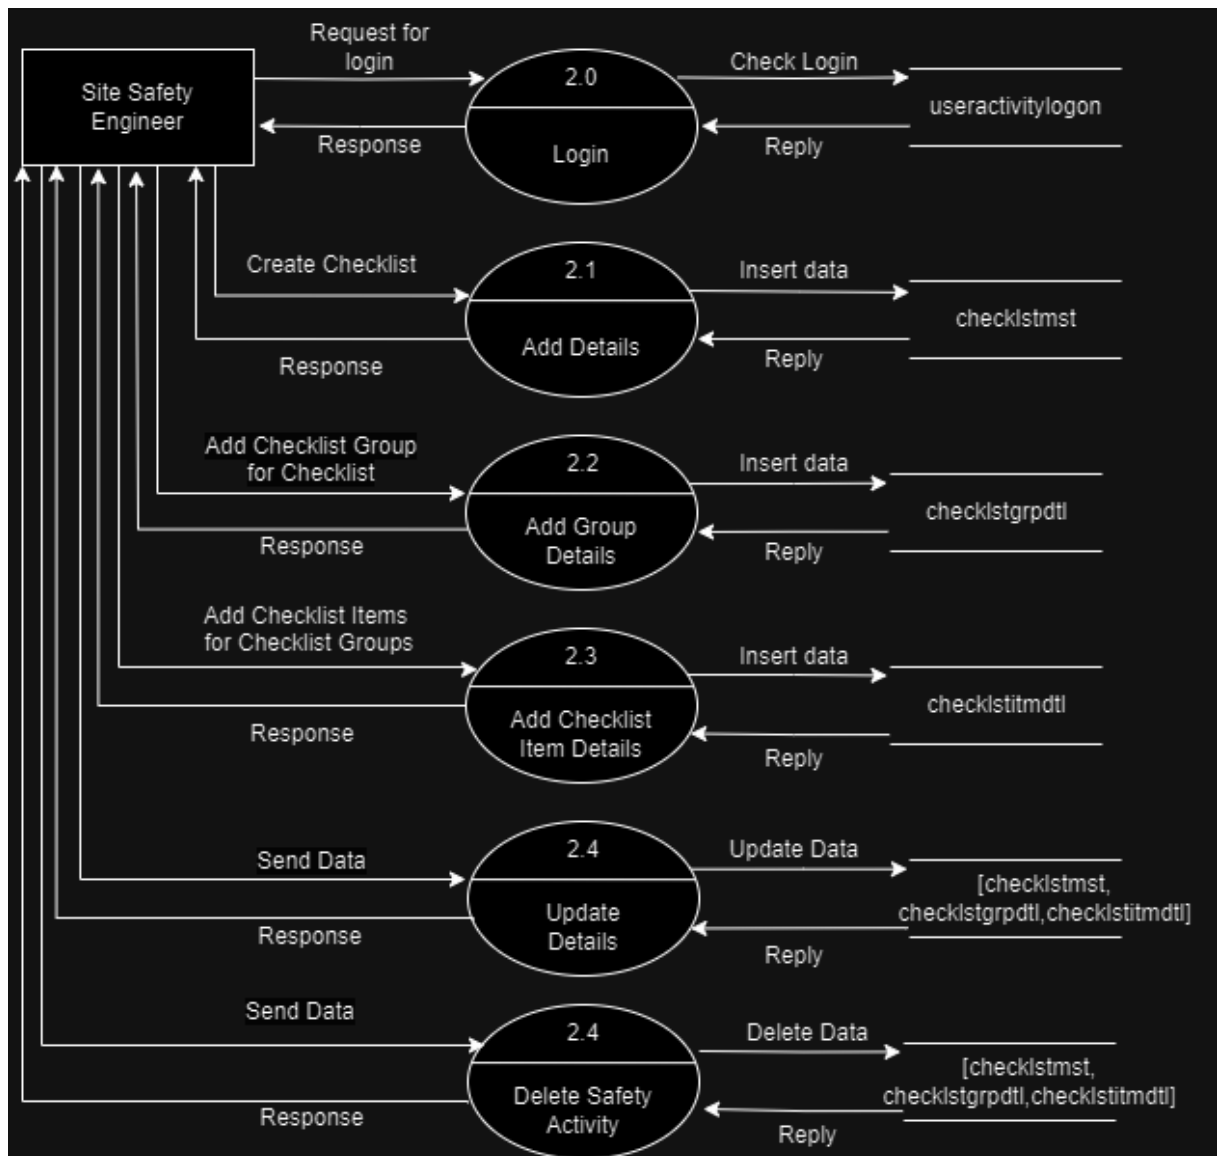 Request for
login
Site Safety
Engineer
Response
2.0
Login
Check Login
Reply
useractivitylogon
Create Checklist
Response
2.1
Add Details
Insert data
Reply
checklstmst
Add Checklist Group
for Checklist
Response
2.2
Add Group
Details
Insert data
Reply
checklstgrpdtl
Add Checklist Items
for Checklist Groups
Response
2.3
Add Checklist
Item Details
Insert data
Reply
checklstitmdtl
Send Data
Response
2.4
Update
Details
Update Data
Reply
[checklstmst,
checklstgrpdtl,checklstitmdtl]
Send Data
Response
2.4
Delete Safety
Activity
Delete Data
Reply
[checklstmst,
checklstgrpdtl,checklstitmdtl]